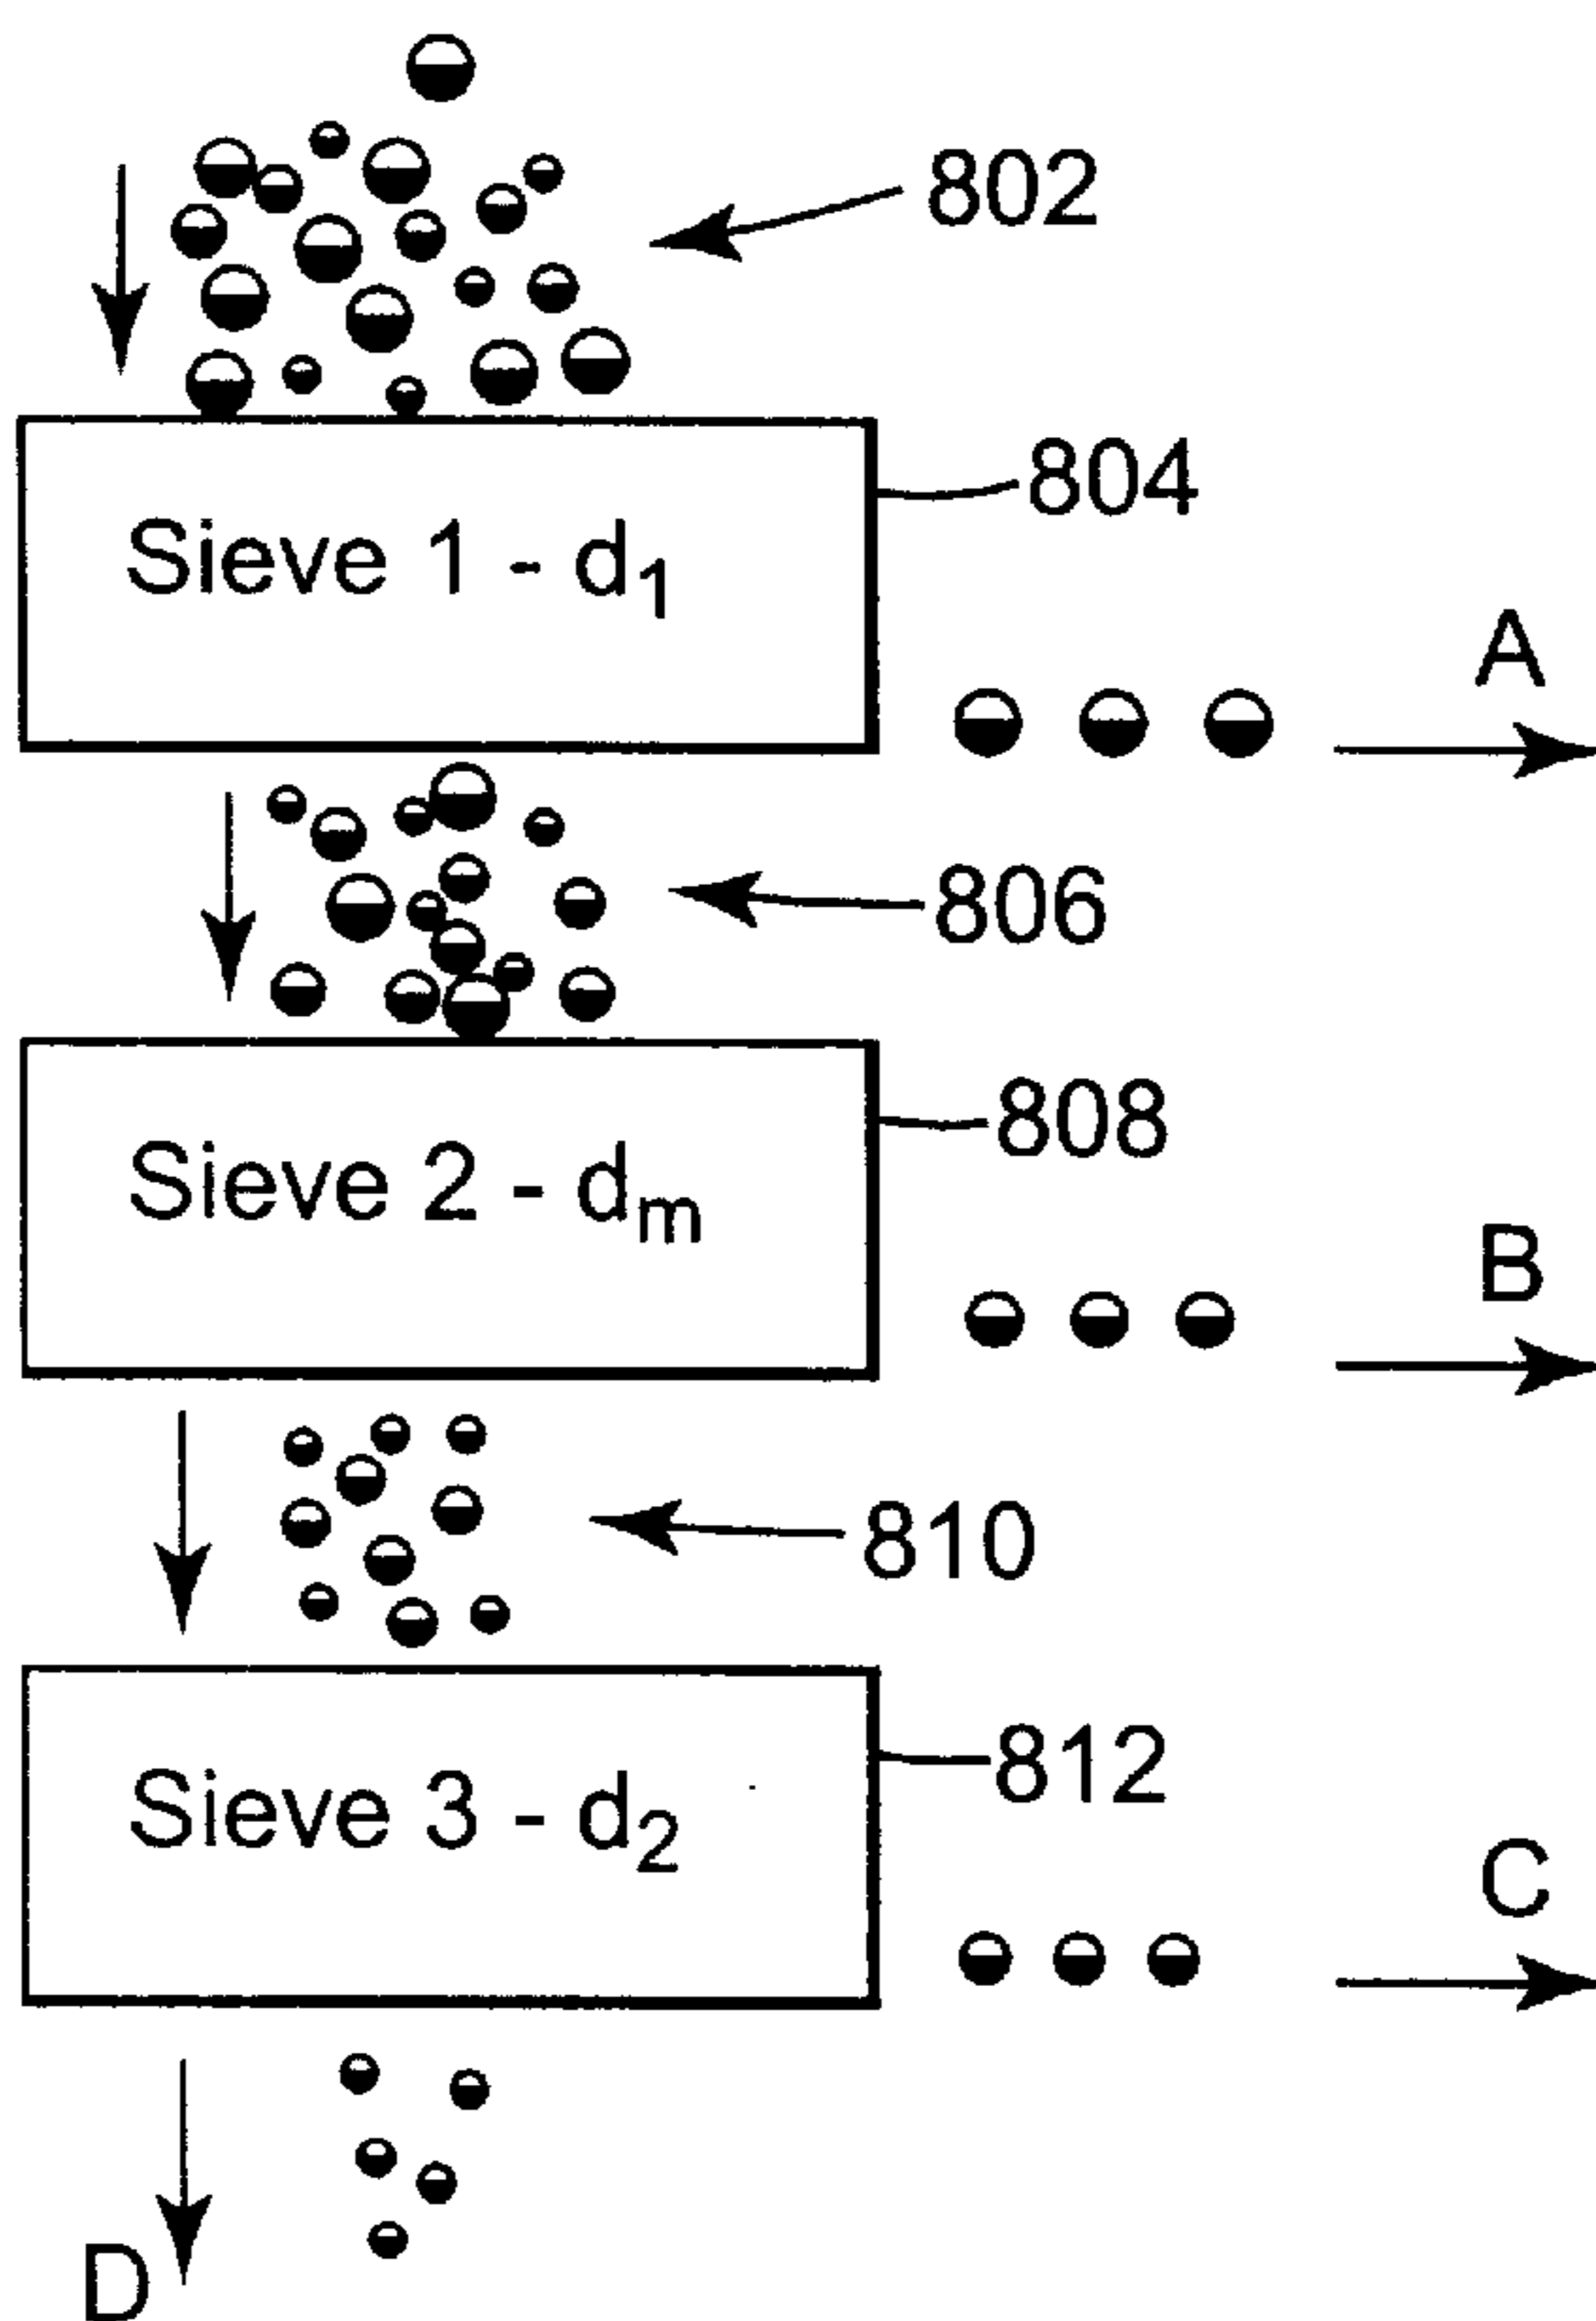 802
804
Sieve 1 - d₁
A
806
808
Sieve 2 - dₘ
B
810
812
Sieve 3 - d₂
C
D